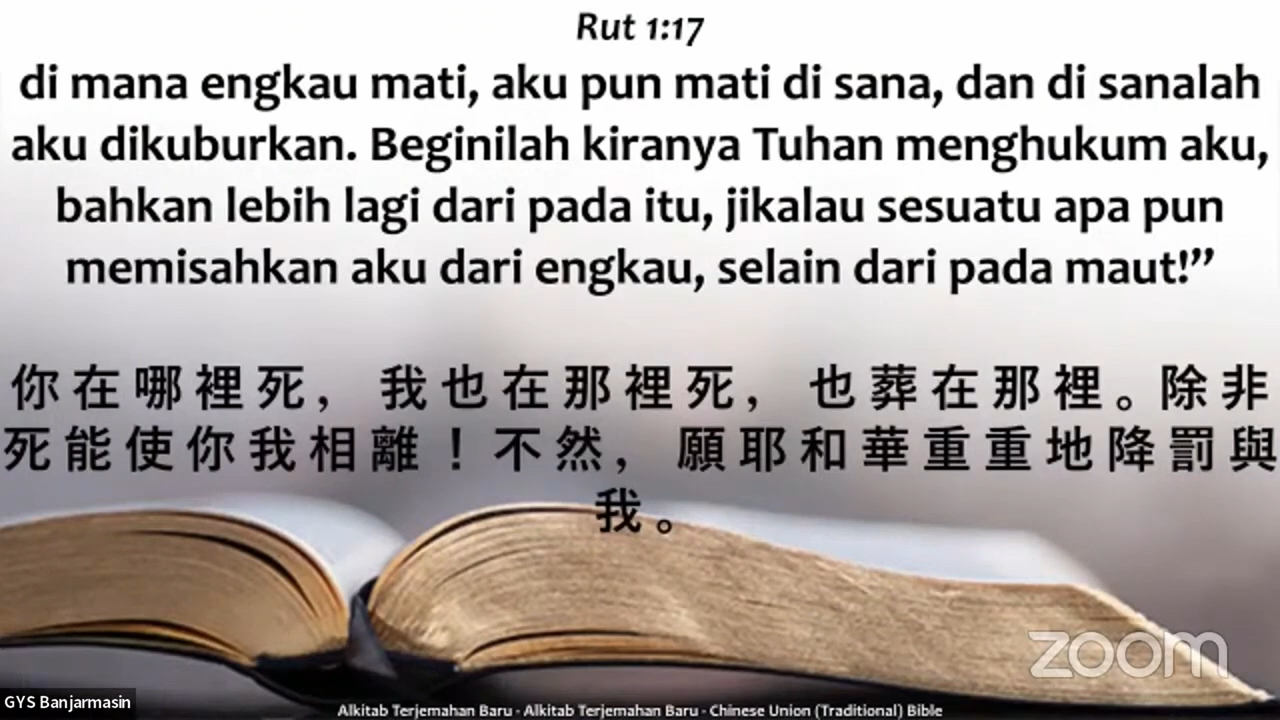 Rut 1:17
di mana engkau mati, aku pun mati di sana, dan di sanalah
aku dikuburkan. Beginilah kiranya Tuhan menghukum aku,
bahkan lebih lagi dari pada itu, jikalau sesuatu apa pun
memisahkan aku dari engkau, selain dari pada maut!”
你在哪裡死，我也在那裡死，也葬在那裡。除非
死能使你我相離！不然，願耶和華重重地降罰與
我。
zoom
GYS Banjarmasin
Alkitab Terjemahan Baru - Alkitab Terjemahan Baru - Chinese Union (Traditional) Bible